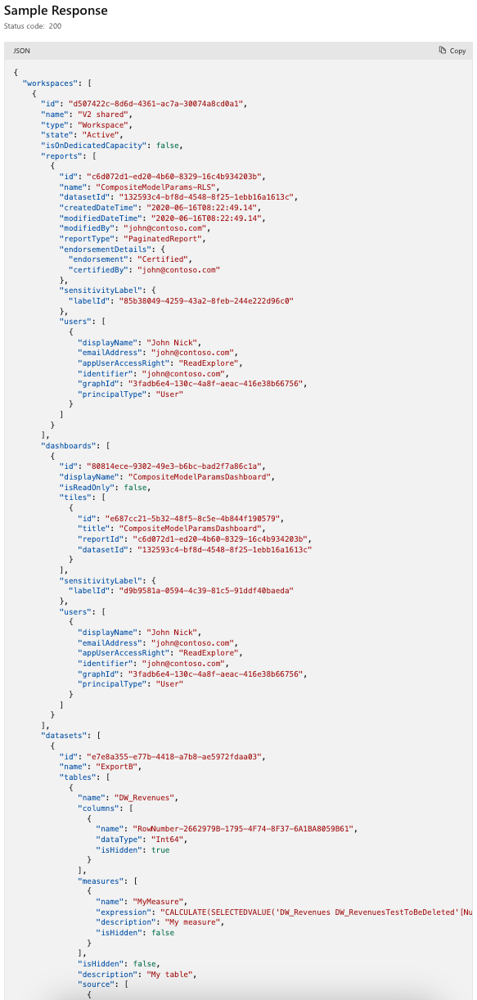 Sample Response
Status code: 200
JSON
Copy
{
"workspaces": [
{
"id": "d507422c-8d6d-4361-ac7a-30074a8cd0a1",
"name": "V2 shared",
"type": "Workspace",
"state": "Active",
"isOnDedicatedCapacity": false,
"reports": [
{
"id": "c6d072d1-ed20-4b60-8329-16c4b934203b",
"name": "CompositeModelParams-RLS",
"datasetId": "132593c4-bf8d-4548-8f25-1ebb16a1613c",
"createdDateTime": "2020-06-16T08:22:49.14",
"modifiedDateTime": "2020-06-16T08:22:49.14",
"modifiedBy": "john@contoso.com",
"reportType": "PaginatedReport",
"endorsementDetails": {
"endorsement": "Certified",
"certifiedBy": "john@contoso.com"
},
"sensitivityLabel": {
"labelId": "85b38049-4259-43a2-8feb-244e222d96c0"
},
"users": [
{
"displayName": "John Nick",
"emailAddress": "john@contoso.com",
"appUserAccessRight": "ReadExplore",
"identifier": "john@contoso.com",
"graphId": "3fadb6e4-130c-4a8f-aeac-416e38b66756",
"principalType": "User"
}
]
}
],
"dashboards": [
{
"id": "80814ece-9302-49e3-b6bc-bad2f7a86c1a",
"displayName": "CompositeModelParamsDashboard",
"isReadOnly": false,
"tiles": [
{
"id": "e687cc21-5b32-48f5-8c5e-4b844f190579",
"title": "CompositeModelParamsDashboard",
"reportId": "c6d072d1-ed20-4b60-8329-16c4b934203b",
"datasetId": "132593c4-bf8d-4548-8f25-1ebb16a1613c"
}
],
"sensitivityLabel": {
"labelId": "d9b9581a-0594-4c39-81c5-91ddf40baeda"
},
"users": [
{
"displayName": "John Nick",
"emailAddress": "john@contoso.com",
"appUserAccessRight": "ReadExplore",
"identifier": "john@contoso.com",
"graphId": "3fadb6e4-130c-4a8f-aeac-416e38b66756",
"principalType": "User"
}
]
}
],
"datasets": [
{
"id": "e7e8a355-e77b-4418-a7b8-ae5972fdaa03",
"name": "ExportB",
"tables": [
{
"name": "DW_Revenues",
"columns": [
{
"name": "RowNumber-2662979B-1795-4F74-8F37-6A1BA8059B61",
"dataType": "Int64",
"isHidden": true
}
],
"measures": [
{
"name": "MyMeasure",
"expression": "CALCULATE(SELECTEDVALUE('DW_Revenues DW_RevenuesTestToBeDeleted'[Nu
"description": "My measure",
"isHidden": false
}
],
"isHidden": false,
"description": "My table",
"source": [
{